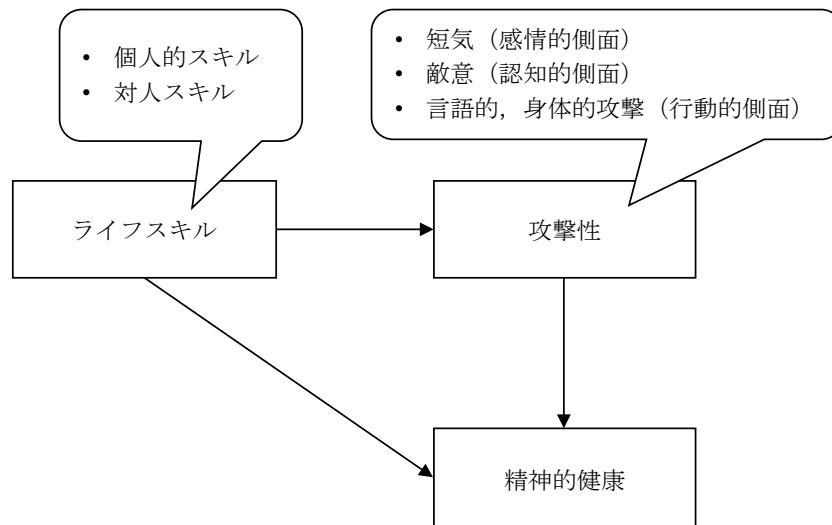 • 個人的スキル
• 対人スキル
• 短気（感情的側面）
• 敵意（認知的側面）
• 言語的，身体的攻撃（行動的側面）
ライフスキル
攻撃性
精神的健康